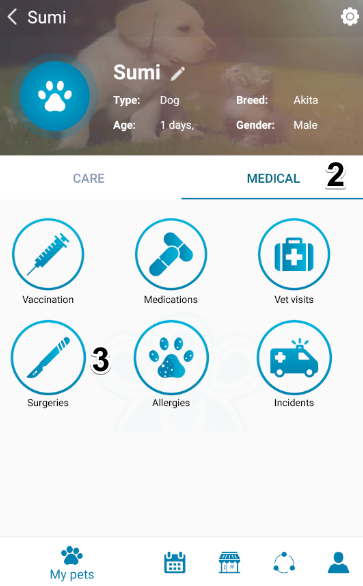 Sumi
Sumi
Type: Dog Breed: Akita
Age: 1 days, Gender: Male
CARE MEDICAL 2
Vaccination Medications Vet visits
3
Surgeries Allergies Incidents
My pets